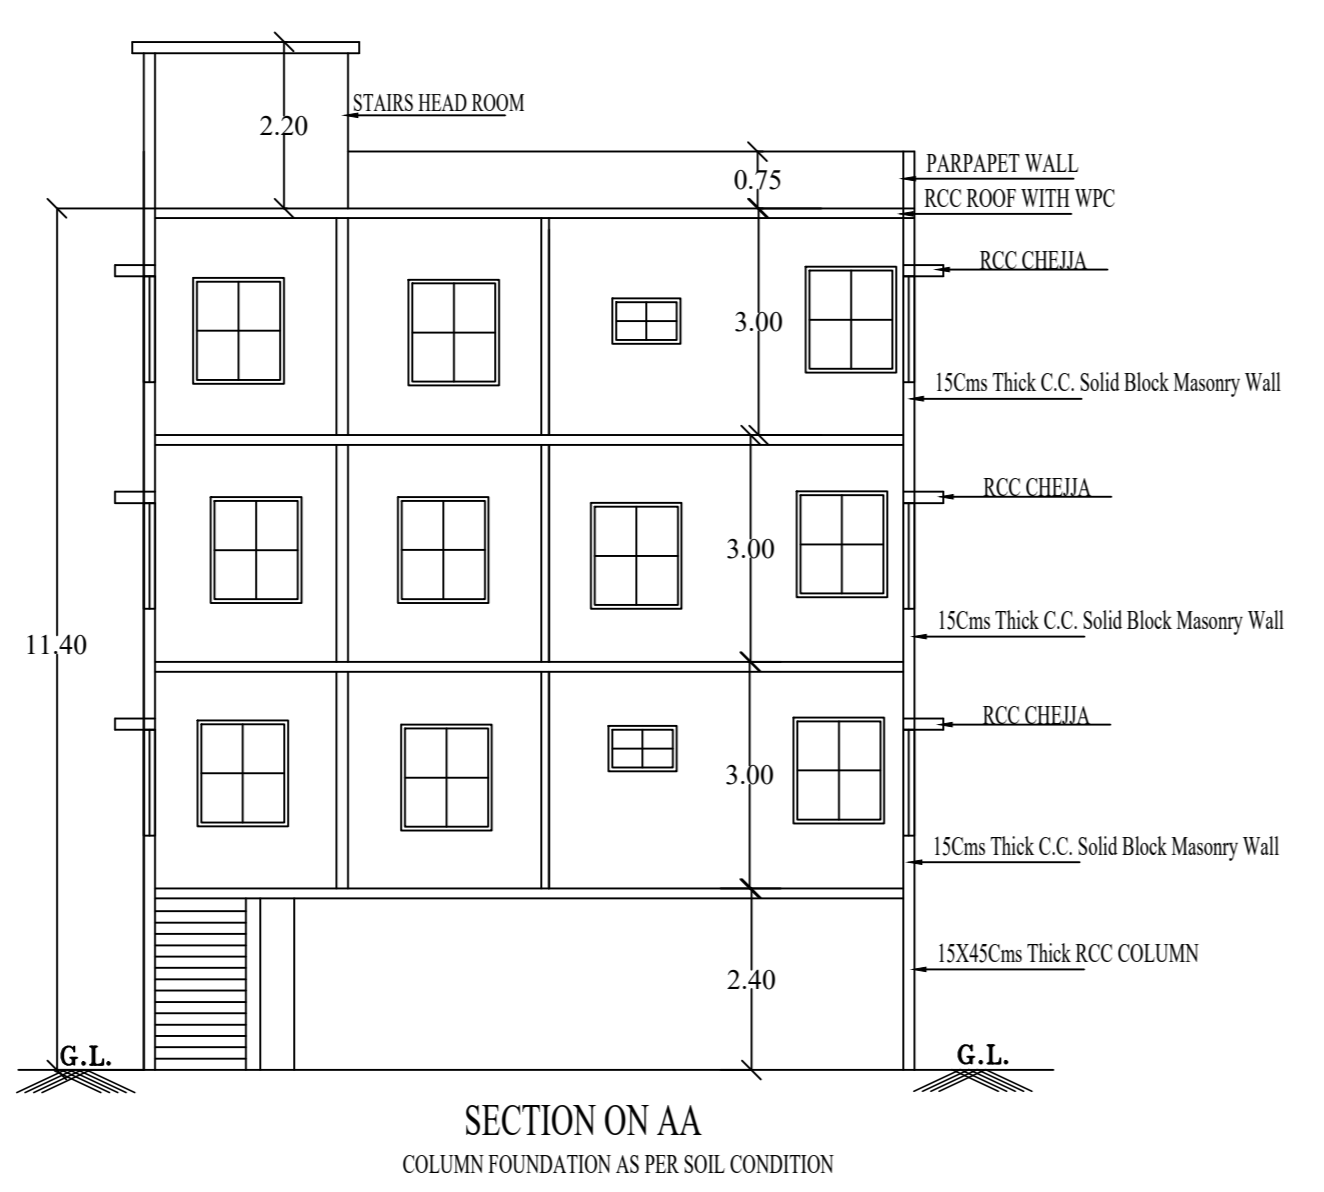 STAIRS HEAD ROOM
2.20
PARPAPET WALL
0.75
RCC ROOF WITH WPC
RCC CHEJJA
3.00
15Cms Thick C.C. Solid Block Masonry Wall
RCC CHEJJA
3.00
15Cms Thick C.C. Solid Block Masonry Wall
11.40
RCC CHEJJA
3.00
15Cms Thick C.C. Solid Block Masonry Wall
15X45Cms Thick RCC COLUMN
2.40
G.L.
G.L.
SECTION ON AA
COLUMN FOUNDATION AS PER SOIL CONDITION